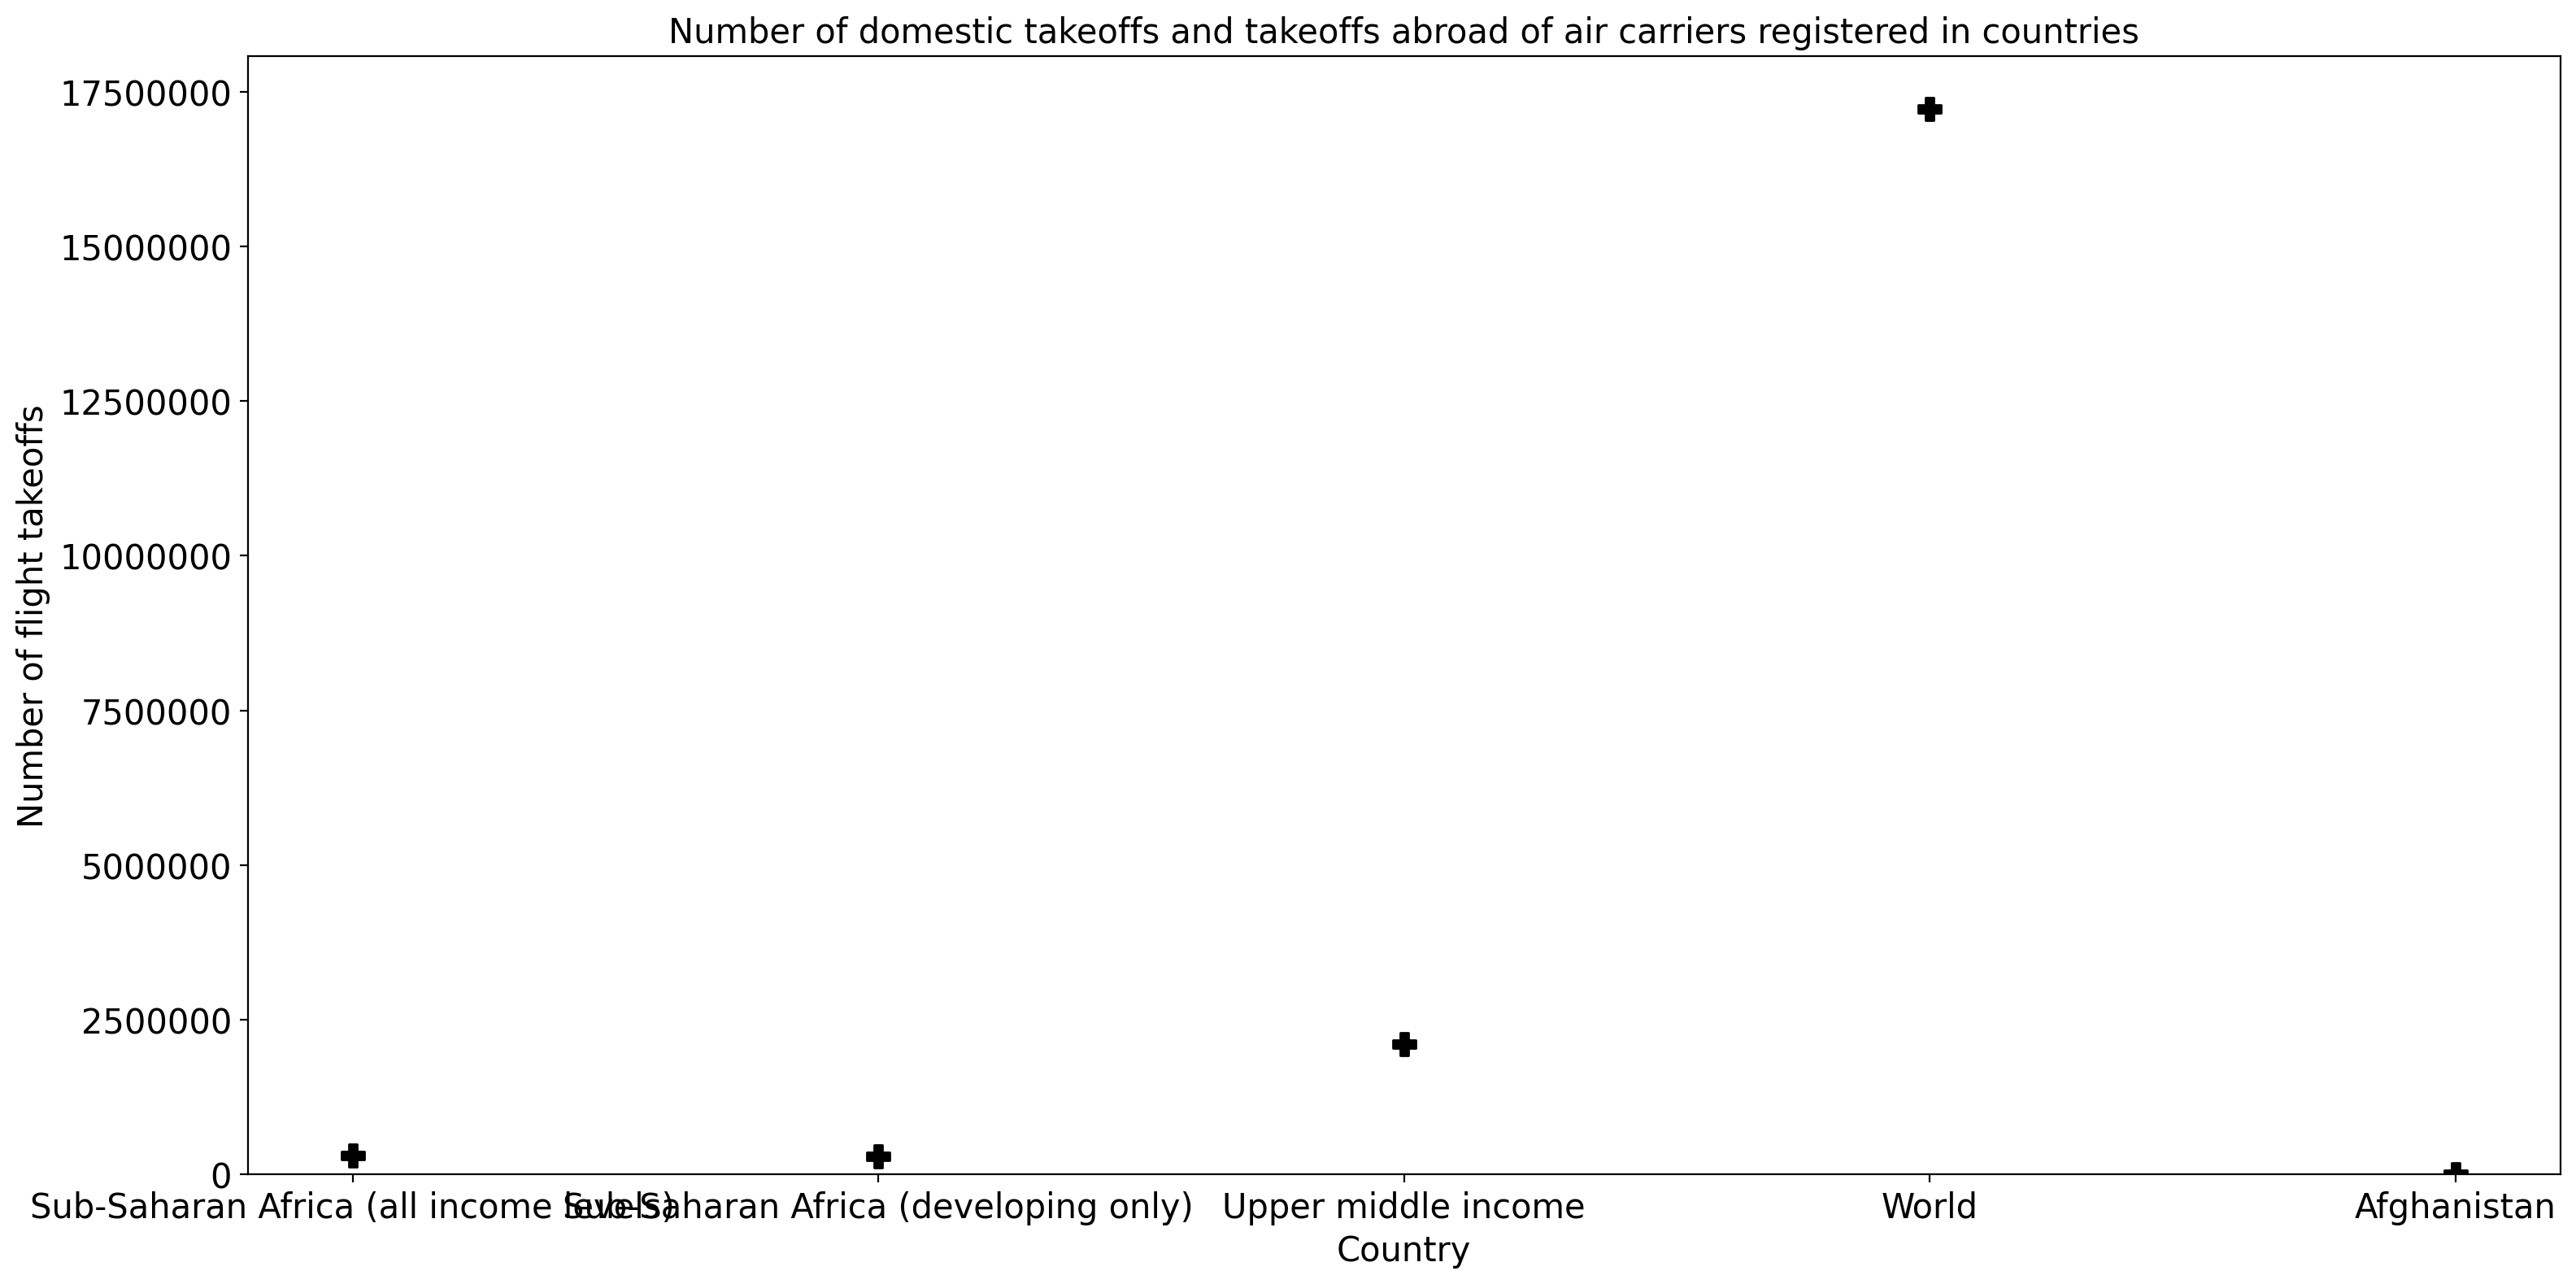 Number of domestic takeoffs and takeoffs abroad of air carriers registered in countries
Number of flight takeoffs
17500000
15000000
12500000
10000000
7500000
5000000
2500000
0
Sub-Saharan Africa (all income levels)
Sub-Saharan Africa (developing only)
Upper middle income
World
Afghanistan
Country